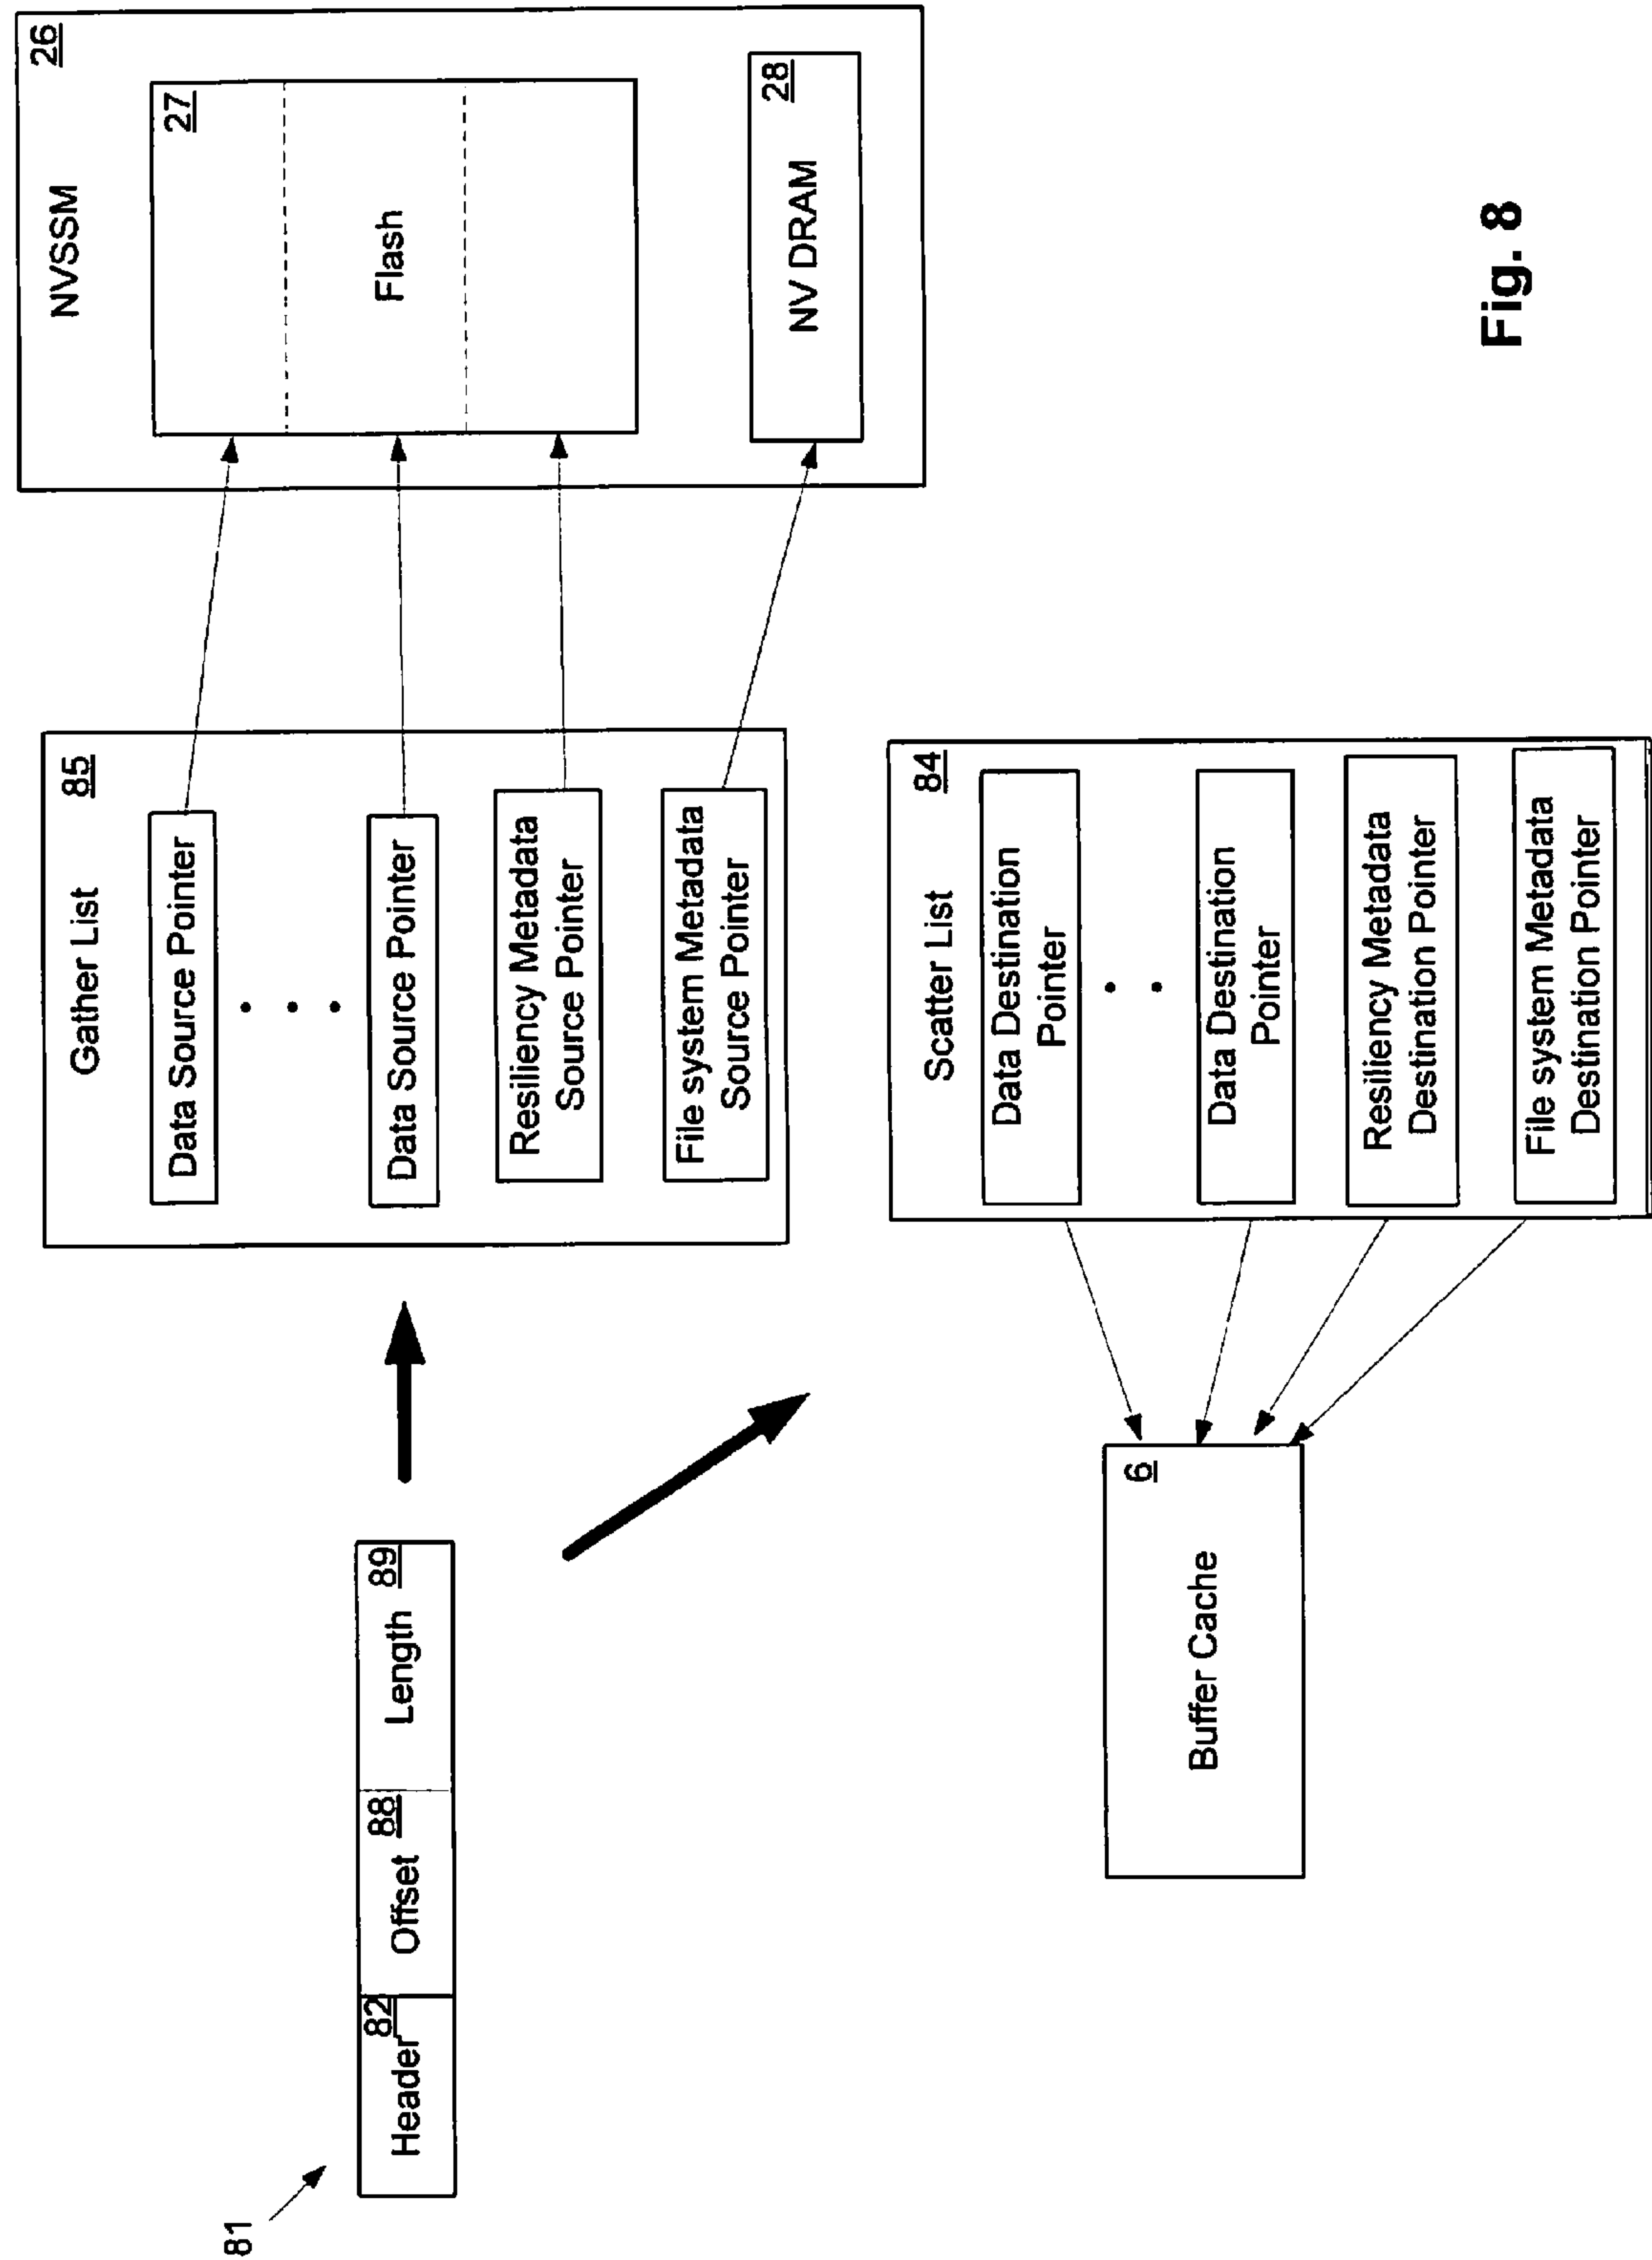 81
Header 82
Offset 88
Length 89
Gather List 85
Data Source Pointer
Data Source Pointer
Resiliency Metadata
Source Pointer
File system Metadata
Source Pointer
NVSSM 26
27
Flash
NV DRAM 28
Buffer Cache 6
Scatter List 84
Data Destination
Pointer
Data Destination
Pointer
Resiliency Metadata
Destination Pointer
File system Metadata
Destination Pointer
Fig. 8